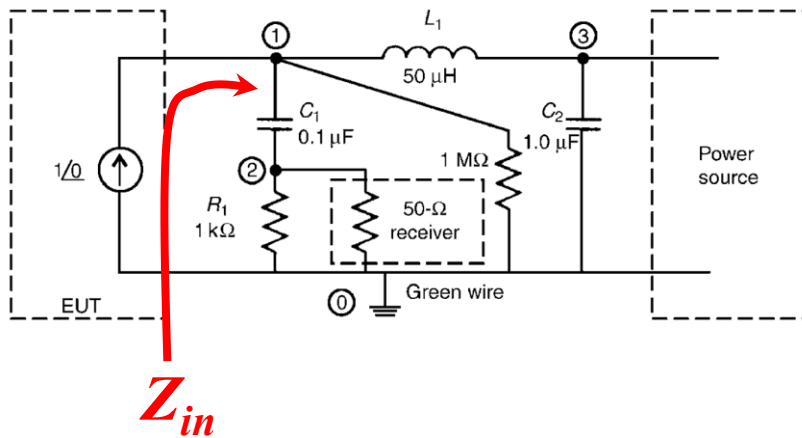 ① L₁ ③
50 μH
C₁
0.1 μF
C₂
1.0 μF
1 MΩ
②
1/0
R₁
1 kΩ
50-Ω
receiver
Power
source
EUT
⓪
Green wire
Z_in